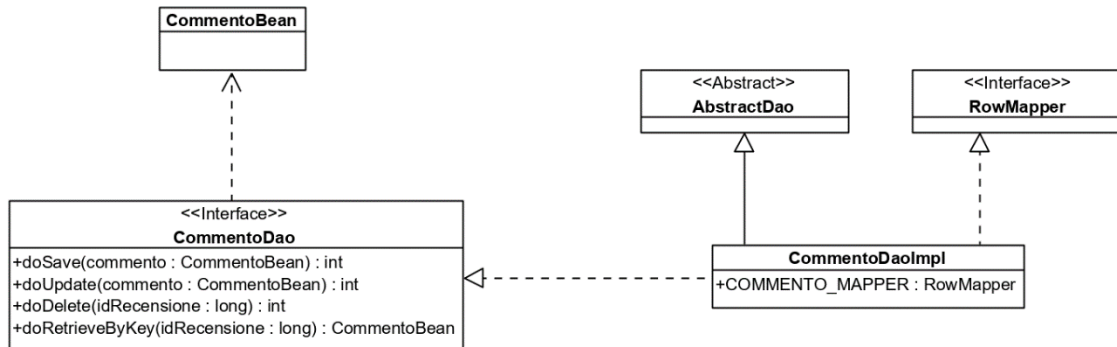 CommentoBean
<<Abstract>>
AbstractDao
<<Interface>>
RowMapper
<<Interface>>
CommentoDao
+doSave(commento : CommentoBean) : int
+doUpdate(commento : CommentoBean) : int
+doDelete(idRecensione : long) : int
+doRetrieveByKey(idRecensione : long) : CommentoBean
CommentoDaoImpl
+COMMENTO_MAPPER : RowMapper